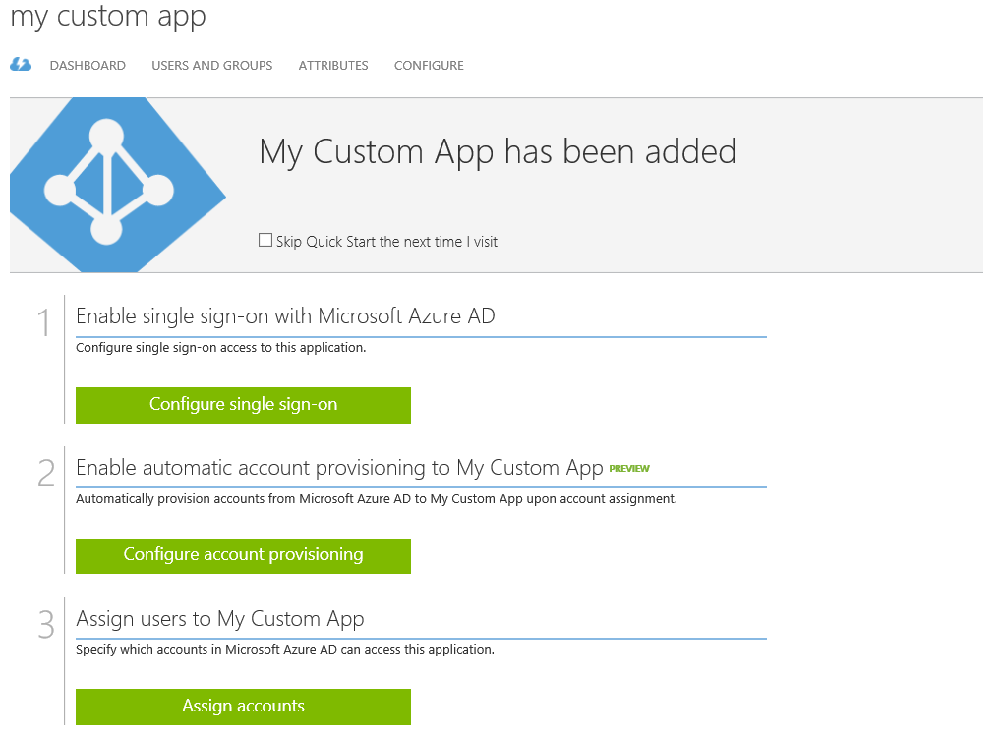 my custom app
DASHBOARD USERS AND GROUPS ATTRIBUTES CONFIGURE
My Custom App has been added
Skip Quick Start the next time I visit
1 Enable single sign-on with Microsoft Azure AD
Configure single sign-on access to this application.
Configure single sign-on
2 Enable automatic account provisioning to My Custom App PREVIEW
Automatically provision accounts from Microsoft Azure AD to My Custom App upon account assignment.
Configure account provisioning
3 Assign users to My Custom App
Specify which accounts in Microsoft Azure AD can access this application.
Assign accounts